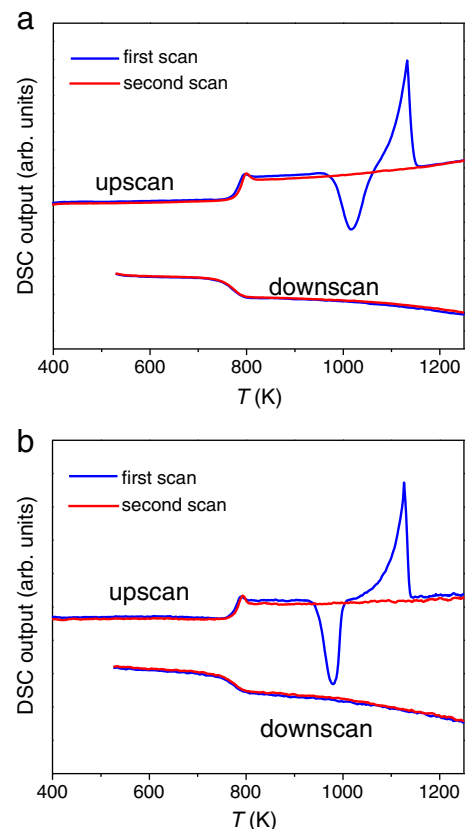 a
first scan
second scan
upscan
downscan
DSC output (arb. units)
400 600 800 1000 1200
T (K)
b
first scan
second scan
upscan
downscan
DSC output (arb. units)
400 600 800 1000 1200
T (K)